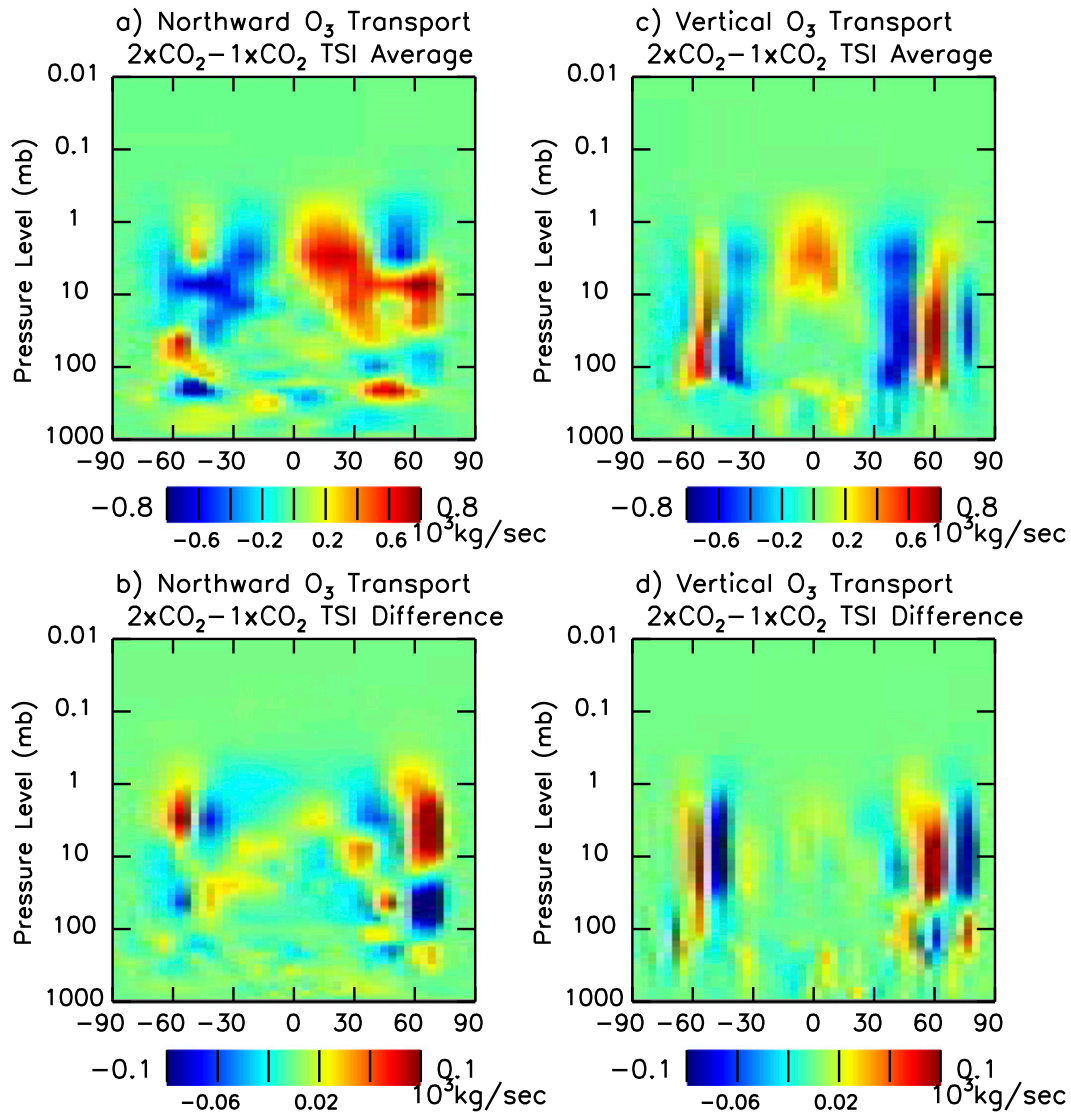 a) Northward O₃ Transport
2xCO₂−1xCO₂ TSI Average
0.01
0.1
1
10
100
1000
Pressure Level (mb)
−90 −60 −30 0 30 60 90
−0.8 0.8
-0.6 -0.2 0.2 0.6 10³kg/sec
c) Vertical O₃ Transport
2xCO₂−1xCO₂ TSI Average
0.01
0.1
1
10
100
1000
Pressure Level (mb)
−90 −60 −30 0 30 60 90
−0.8 0.8
-0.6 -0.2 0.2 0.6 10³kg/sec
b) Northward O₃ Transport
2xCO₂−1xCO₂ TSI Difference
0.01
0.1
1
10
100
1000
Pressure Level (mb)
−90 −60 −30 0 30 60 90
−0.1 0.1
-0.06 0.02 10³kg/sec
d) Vertical O₃ Transport
2xCO₂−1xCO₂ TSI Difference
0.01
0.1
1
10
100
1000
Pressure Level (mb)
−90 −60 −30 0 30 60 90
−0.1 0.1
-0.06 0.02 10³kg/sec